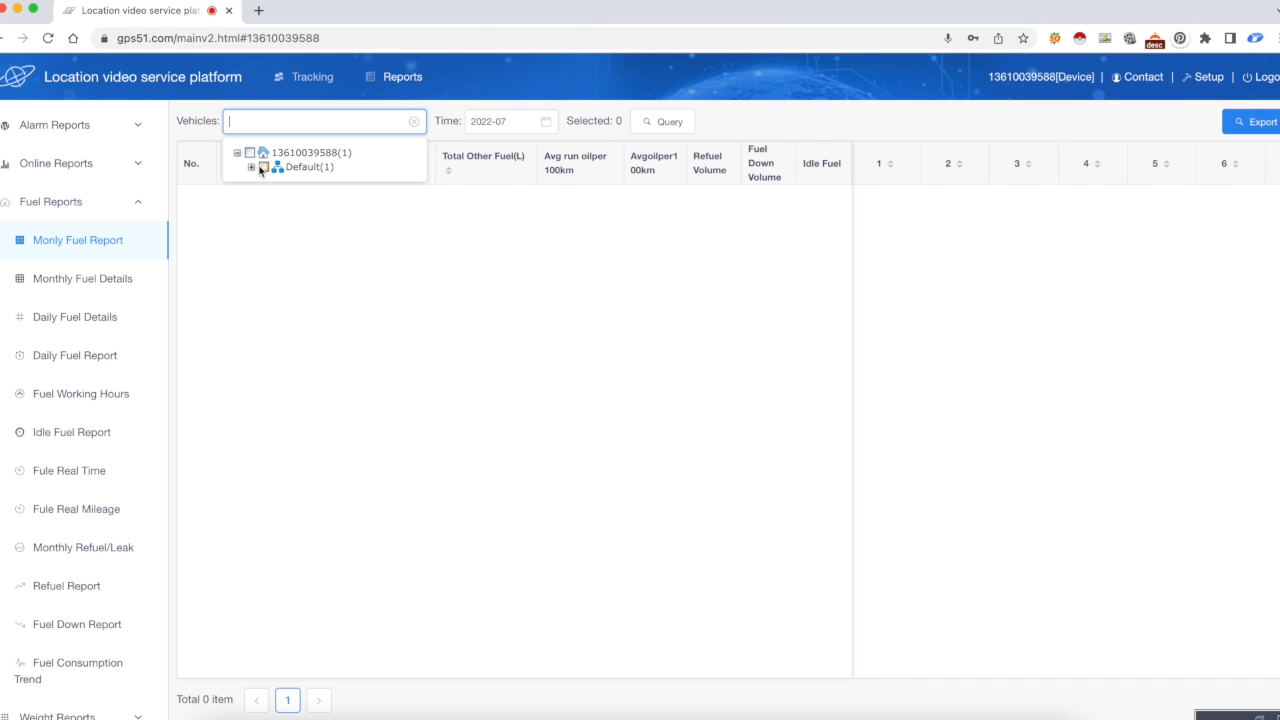 Location video service plat
gps51.com/mainv2.html#13610039588
desc
Location video service platform
Tracking
Reports
13610039588[Device] |
Contact |
Setup |
Logo
Alarm Reports
Online Reports
Fuel Reports
Monly Fuel Report
Monthly Fuel Details
Daily Fuel Details
Daily Fuel Report
Fuel Working Hours
Idle Fuel Report
Fule Real Time
Fule Real Mileage
Monthly Refuel/Leak
Refuel Report
Fuel Down Report
Fuel Consumption
Trend
Weight Reports
Vehicles:
Time: 2022-07
Selected: 0
Query
Export
13610039588(1)
Default(1)
No.
Total Other Fuel(L)
Avg run oilper
100km
Avgoilper1
00km
Refuel
Volume
Fuel
Down
Volume
Idle Fuel
1
2
3
4
5
6
Total 0 item
1